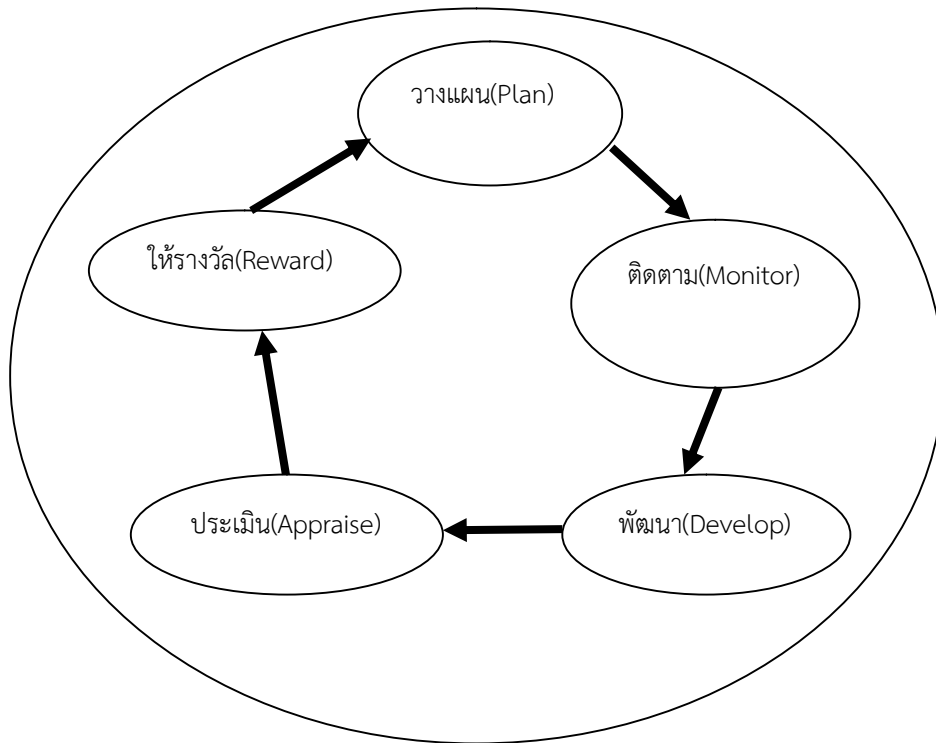 วางแผน(Plan)
ติดตาม(Monitor)
พัฒนา(Develop)
ประเมิน(Appraise)
ให้รางวัล(Reward)